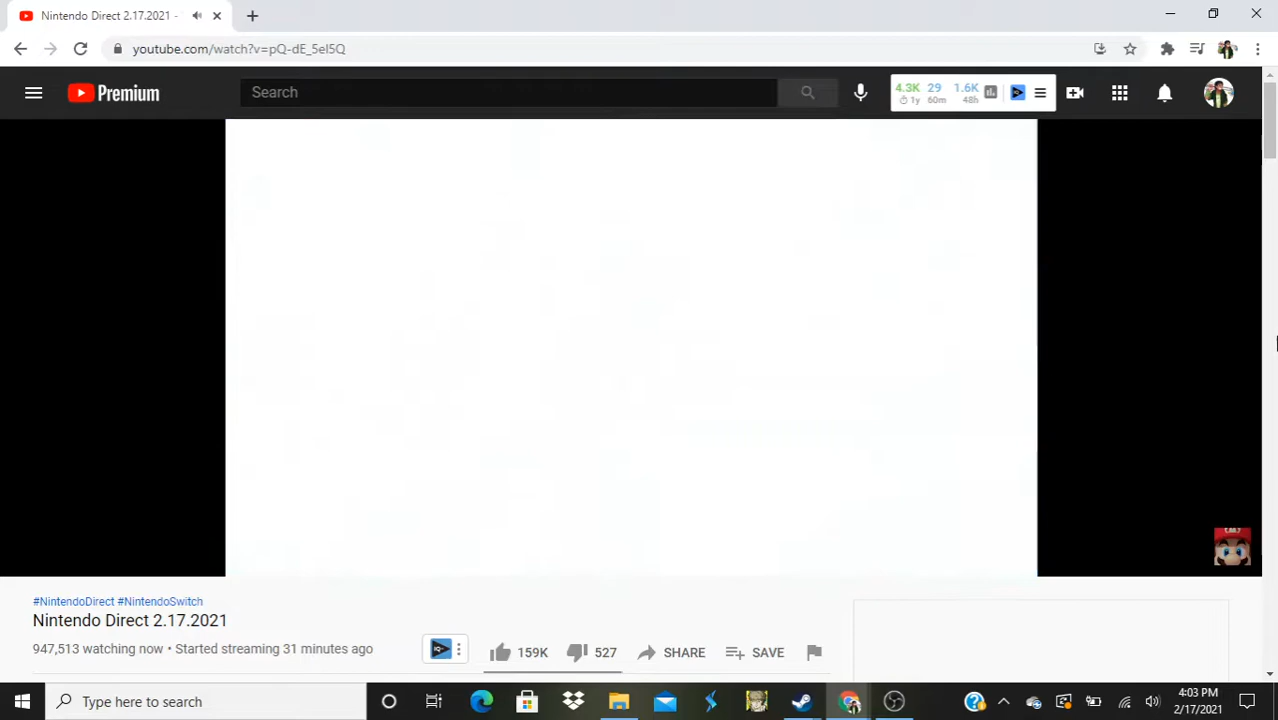 Nintendo Direct 2.17.2021 -
youtube.com/watch?v=pQ-dE_5el5Q
Premium
Search
4.3K 29 1.6K
1y 60m 48h
#NintendoDirect #NintendoSwitch
Nintendo Direct 2.17.2021
947,513 watching now • Started streaming 31 minutes ago
159K 527 SHARE SAVE
Type here to search
4:03 PM
2/17/2021